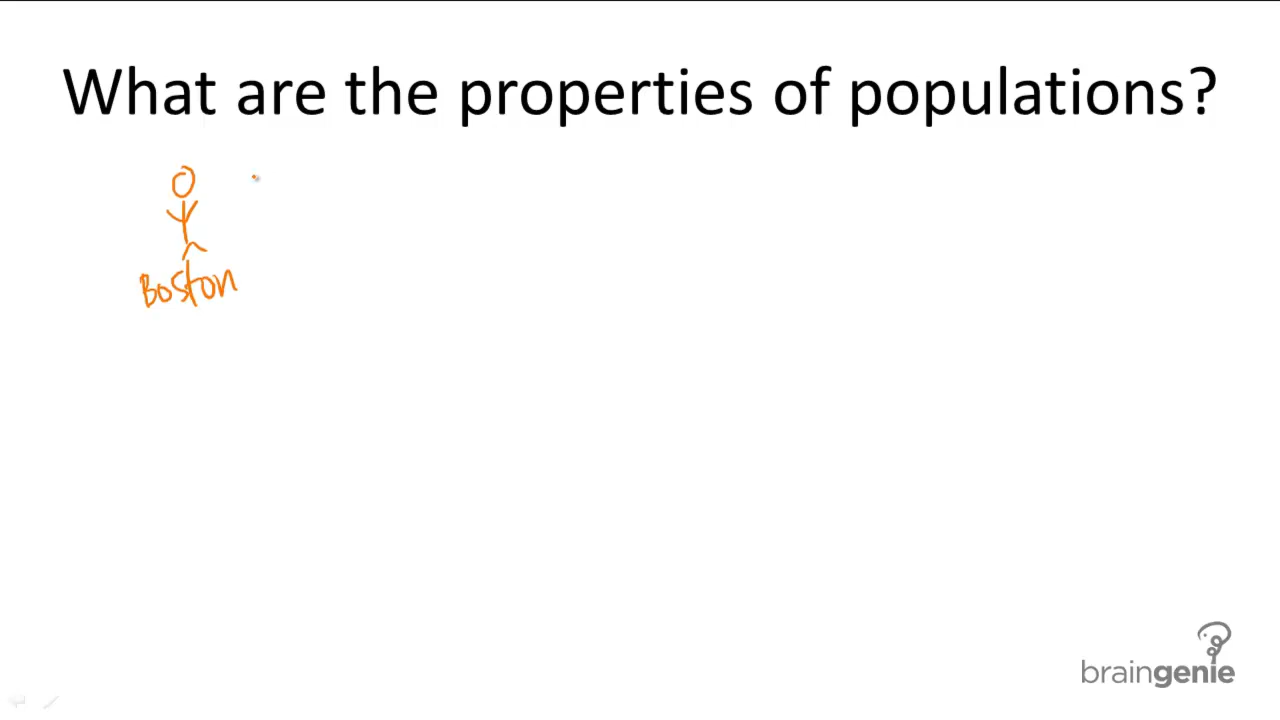 What are the properties of populations?
Boston
braingenie